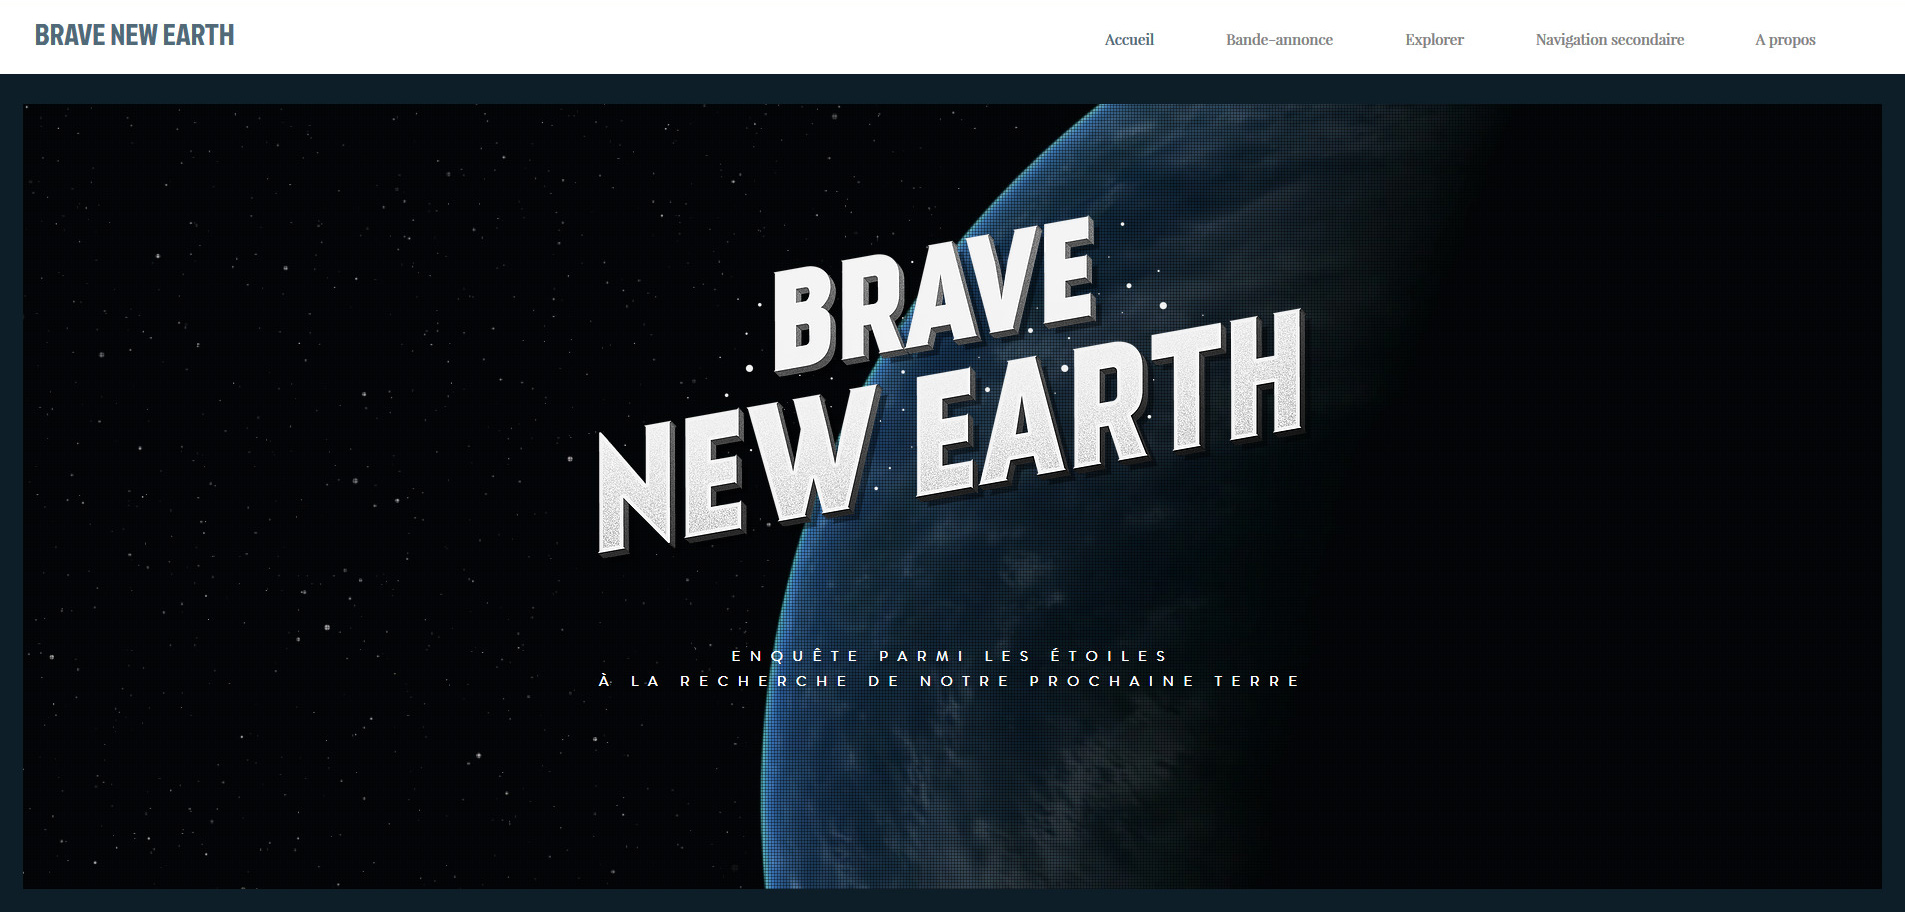 BRAVE NEW EARTH
Accueil Bande-annonce Explorer Navigation secondaire A propos
BRAVE
NEW EARTH
ENQUÊTE PARMI LES ÉTOILES
À LA RECHERCHE DE NOTRE PROCHAINE TERRE